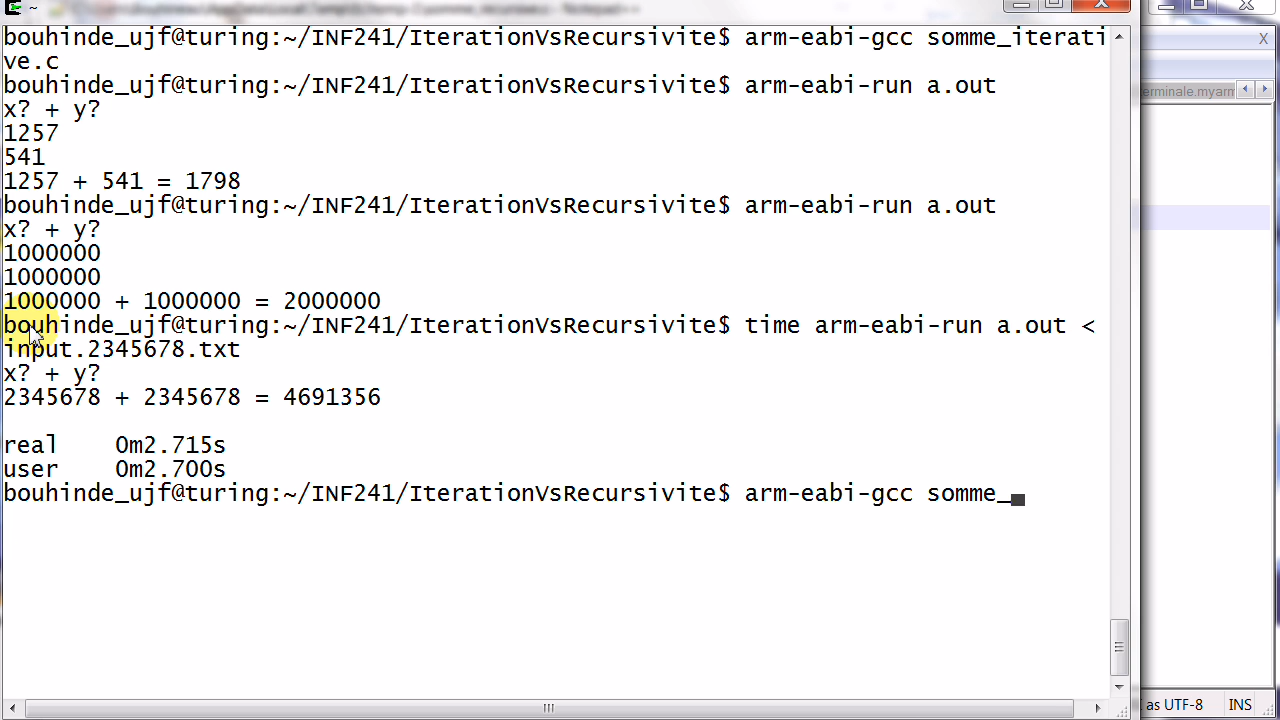 ~
bouhinde_ujf@turing:~/INF241/IterationVsRecursivite$ arm-eabi-gcc somme_iterati
ve.c
bouhinde_ujf@turing:~/INF241/IterationVsRecursivite$ arm-eabi-run a.out
x? + y?
1257
541
1257 + 541 = 1798
bouhinde_ujf@turing:~/INF241/IterationVsRecursivite$ arm-eabi-run a.out
x? + y?
1000000
1000000
1000000 + 1000000 = 2000000
bouhinde_ujf@turing:~/INF241/IterationVsRecursivite$ time arm-eabi-run a.out <
input.2345678.txt
x? + y?
2345678 + 2345678 = 4691356
real 0m2.715s
user 0m2.700s
bouhinde_ujf@turing:~/INF241/IterationVsRecursivite$ arm-eabi-gcc somme_
X
erminale.myarm
as UTF-8 INS